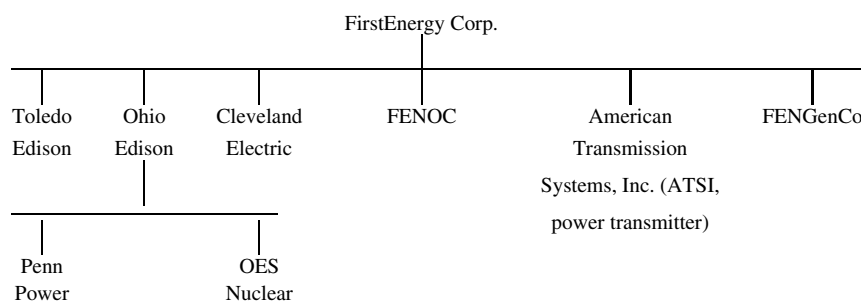 FirstEnergy Corp.
Toledo Edison
Ohio Edison
Cleveland Electric
FENOC
American Transmission Systems, Inc. (ATSI, power transmitter)
FENGenCo
Penn Power
OES Nuclear